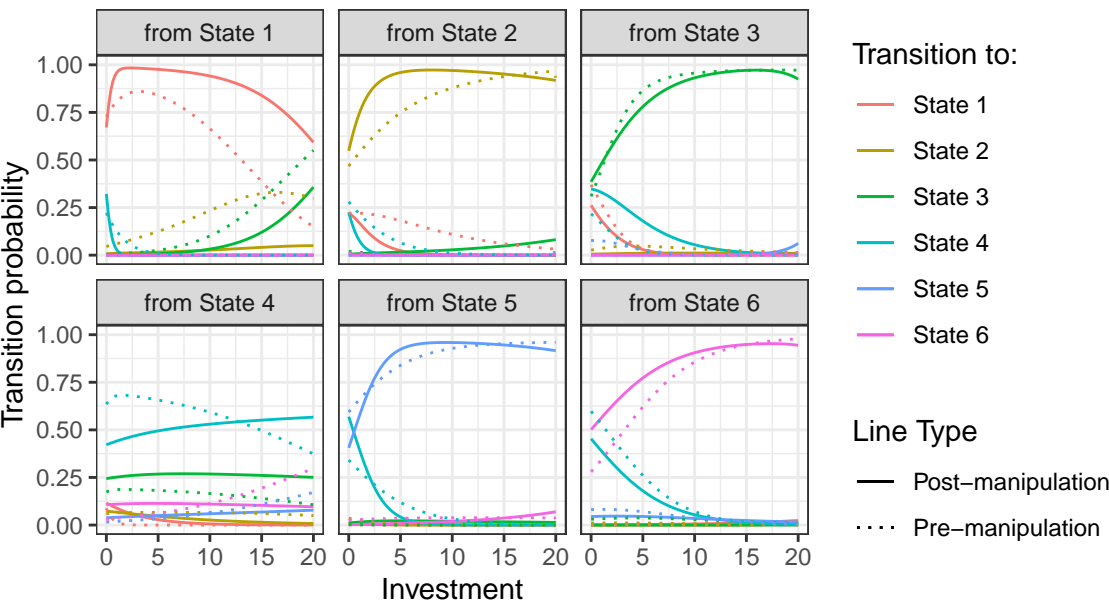 from State 1 from State 2 from State 3
1.00
0.75
0.50
0.25
0.00
from State 4 from State 5 from State 6
1.00
0.75
0.50
0.25
0.00
0 5 10 15 20 0 5 10 15 20 0 5 10 15 20
Investment
Transition probability
Transition to:
State 1
State 2
State 3
State 4
State 5
State 6
Line Type
Post−manipulation
Pre−manipulation